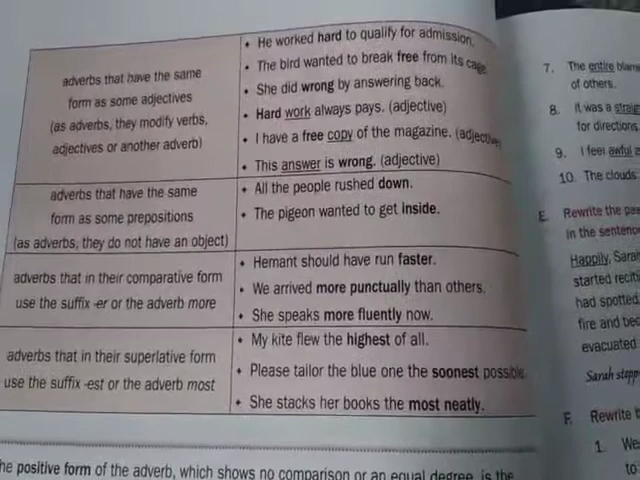 adverbs that have the same
form as some adjectives
(as adverbs, they modify verbs,
adjectives or another adverb)
• He worked hard to qualify for admission.
• The bird wanted to break free from its cage.
• She did wrong by answering back.
• Hard work always pays. (adjective)
• I have a free copy of the magazine. (adjective)
• This answer is wrong. (adjective)
adverbs that have the same
form as some prepositions
(as adverbs, they do not have an object)
• All the people rushed down.
• The pigeon wanted to get inside.
adverbs that in their comparative form
use the suffix -er or the adverb more
• Hemant should have run faster.
• We arrived more punctually than others.
• She speaks more fluently now.
adverbs that in their superlative form
use the suffix -est or the adverb most
• My kite flew the highest of all.
• Please tailor the blue one the soonest possible.
• She stacks her books the most neatly.
he positive form of the adverb, which shows no comparison or an equal degree, is the
7. The entire
of others.
8. It was a
for directions
9. I feel awful
10. The clouds
E. Rewrite the
in the
Happily,
started
had spotted
fire and
evacuated
Sarah
F. Rewrite
1. We
to